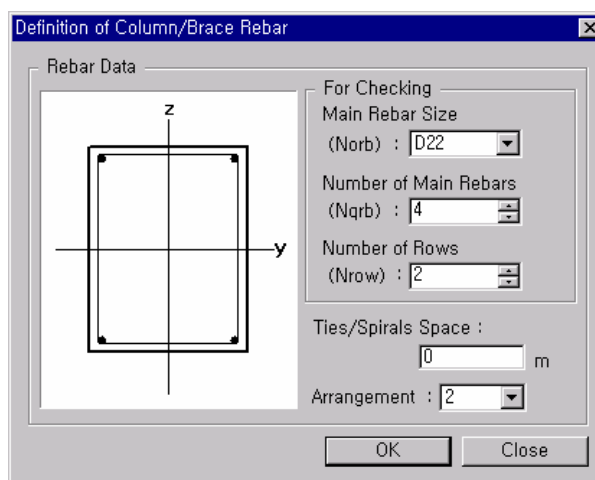 Definition of Column/Brace Rebar
Rebar Data
z
y
For Checking
Main Rebar Size
(Norb) : D22
Number of Main Rebars
(Nqrb) : 4
Number of Rows
(Nrow) : 2
Ties/Spirals Space :
0 m
Arrangement : 2
OK Close